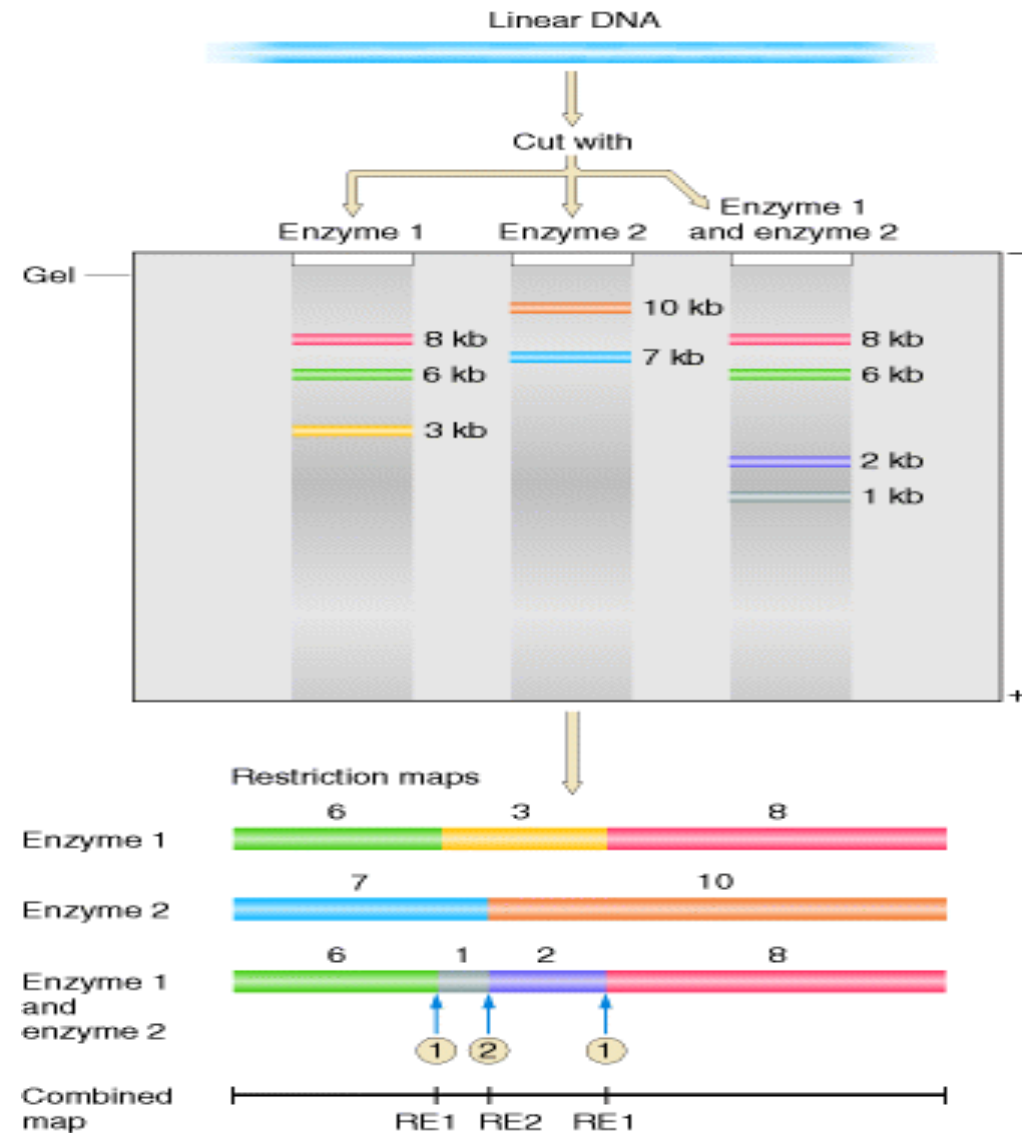 Linear DNA
Cut with
Enzyme 1
Enzyme 2
Enzyme 1
and enzyme 2
Gel
−
10 kb
8 kb
7 kb
8 kb
6 kb
6 kb
3 kb
2 kb
1 kb
+
Restriction maps
6 3 8
Enzyme 1
7 10
Enzyme 2
6 1 2 8
Enzyme 1
and
enzyme 2
1 2 1
Combined
map
RE1 RE2 RE1